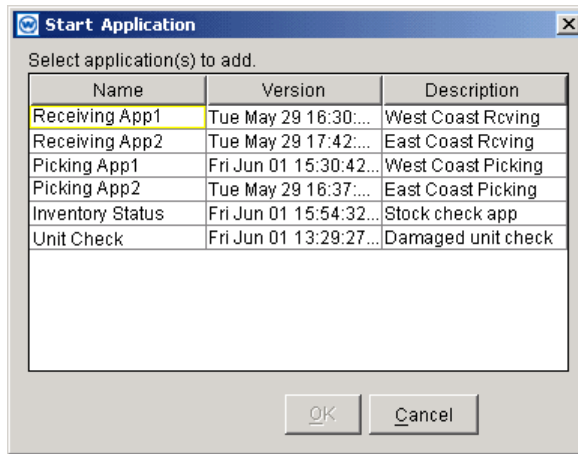 Start Application
Select application(s) to add.
Name Version Description
Receiving App1 Tue May 29 16:30:... West Coast Rcving
Receiving App2 Tue May 29 17:42:... East Coast Rcving
Picking App1 Fri Jun 01 15:30:42... West Coast Picking
Picking App2 Tue May 29 16:37:... East Coast Picking
Inventory Status Fri Jun 01 15:54:32... Stock check app
Unit Check Fri Jun 01 13:29:27... Damaged unit check
OK Cancel